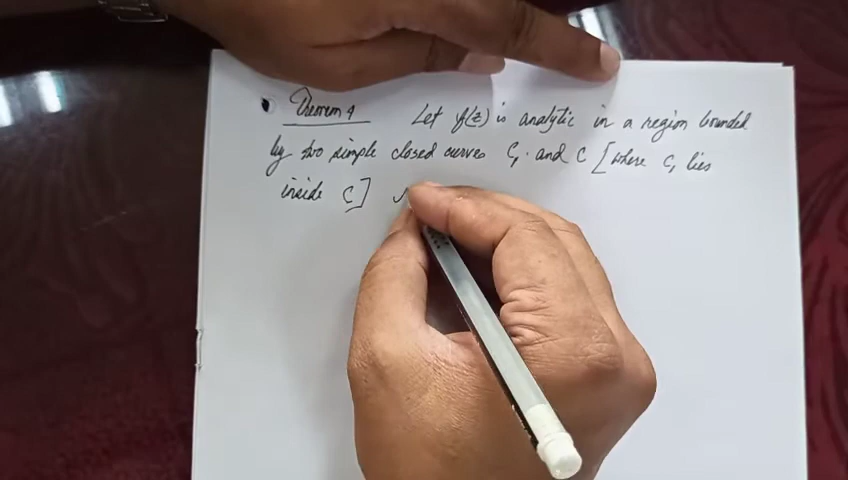 Theorem 4 Let f(z) is analytic in a region bounded
by two simple closed curves C₁ and C [where C₁ lies
inside C]